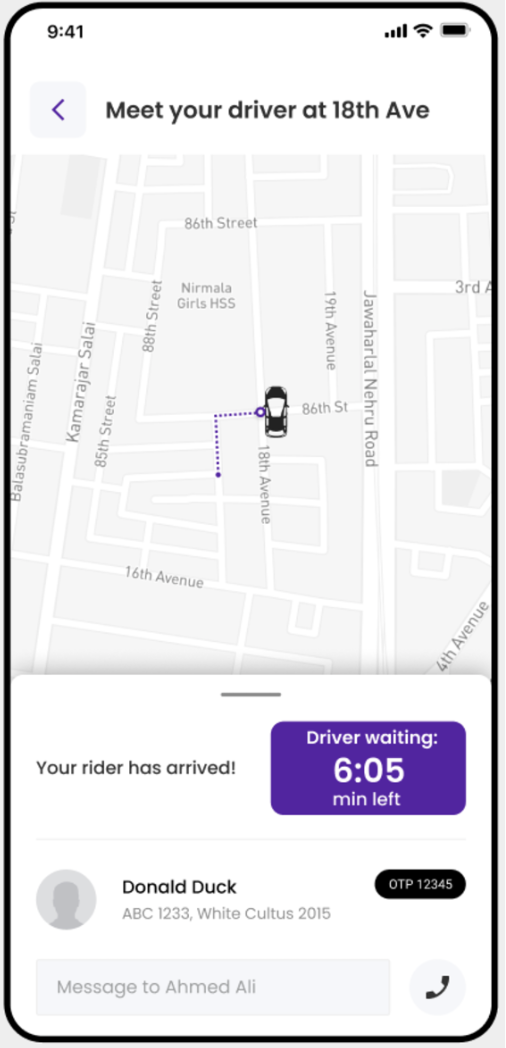 9:41
Meet your driver at 18th Ave
86th Street
Nirmala
Girls HSS
3rd A
88th Street
19th Avenue
Jawaharlal Nehru Road
Kamarajar Salai
Balasubramaniam Salai
85th Street
86th St
18th Avenue
16th Avenue
4th Avenue
Your rider has arrived!
Driver waiting:
6:05
min left
Donald Duck
OTP 12345
ABC 1233, White Cultus 2015
Message to Ahmed Ali